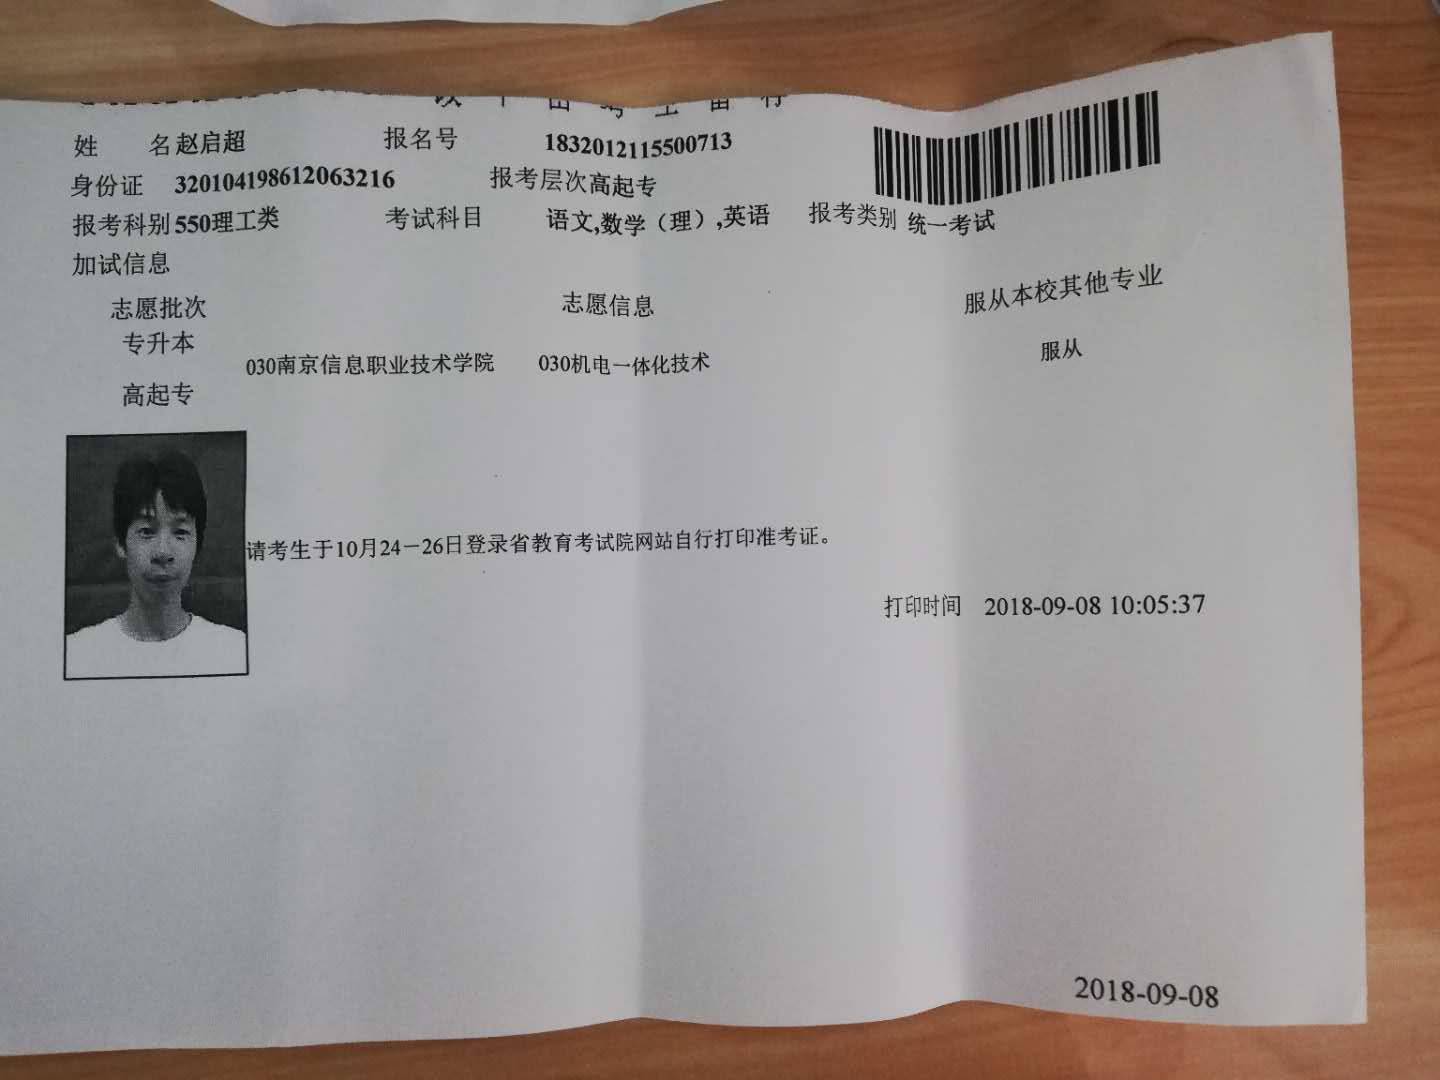 姓 名 赵启超 报名号 1832012115500713
身份证 320104198612063216 报考层次 高起专
报考科别 550理工类 考试科目 语文,数学（理）,英语 报考类别 统一考试
加试信息
志愿批次 志愿信息 服从本校其他专业
专升本
030南京信息职业技术学院 030机电一体化技术 服从
高起专
请考生于10月24－26日登录省教育考试院网站自行打印准考证。
打印时间 2018-09-08 10:05:37
2018-09-08